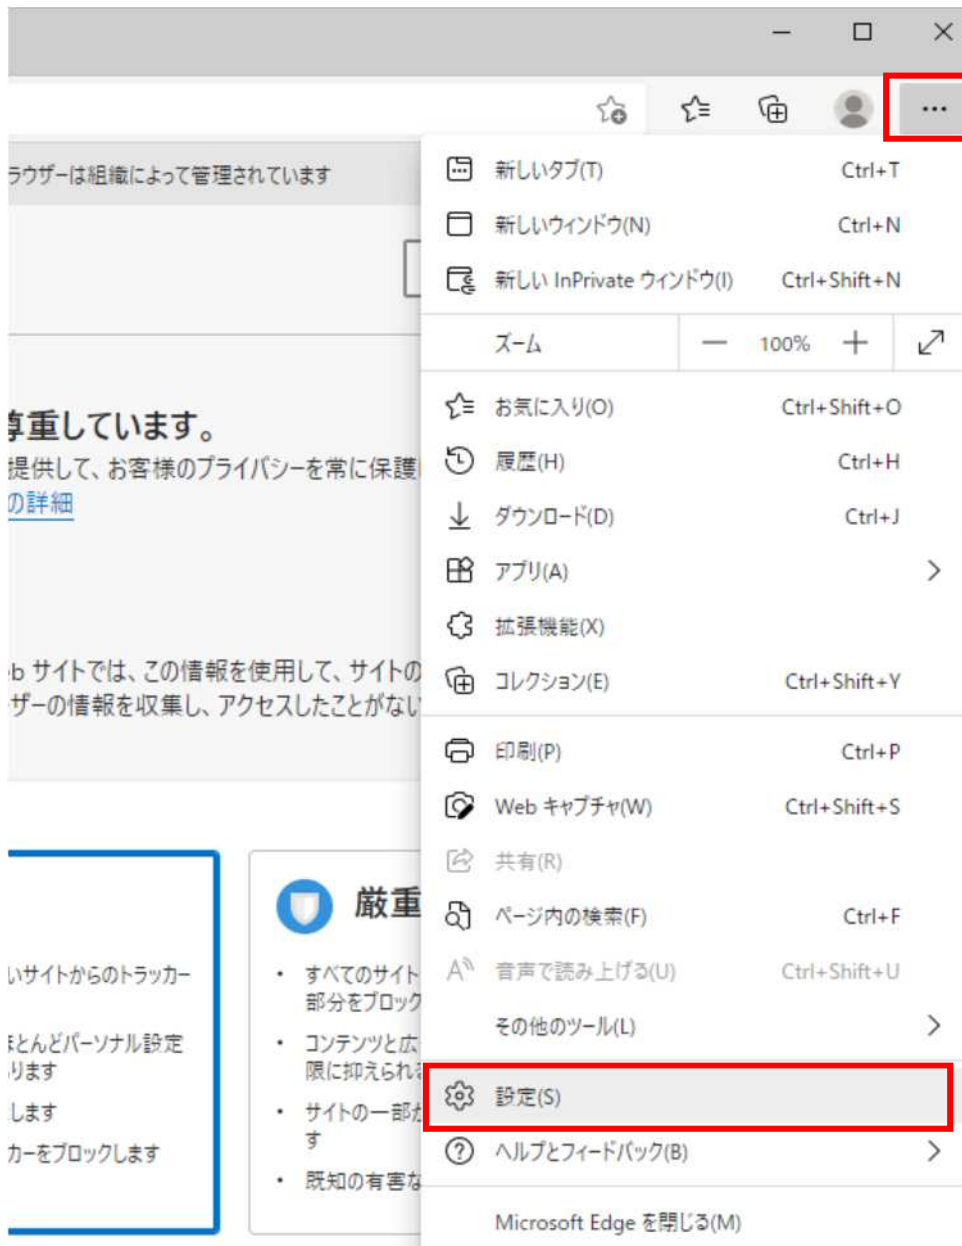 ラウザーは組織によって管理されています
尊重しています。
提供して、お客様のプライバシーを常に保護
の詳細
eb サイトでは、この情報を使用して、サイトの
ザーの情報を収集し、アクセスしたことがない
いサイトからのトラッカー
ほとんどパーソナル設定
ります
します
カーをブロックします
厳重
• すべてのサイト
部分をブロック
• コンテンツと広
限に抑えられる
• サイトの一部が
す
• 既知の有害な
新しいタブ(T) Ctrl+T
新しいウィンドウ(N) Ctrl+N
新しい InPrivate ウィンドウ(I) Ctrl+Shift+N
ズーム 100%
お気に入り(O) Ctrl+Shift+O
履歴(H) Ctrl+H
ダウンロード(D) Ctrl+J
アプリ(A)
拡張機能(X)
コレクション(E) Ctrl+Shift+Y
印刷(P) Ctrl+P
Web キャプチャ(W) Ctrl+Shift+S
共有(R)
ページ内の検索(F) Ctrl+F
音声で読み上げる(U) Ctrl+Shift+U
その他のツール(L)
設定(S)
ヘルプとフィードバック(B)
Microsoft Edge を閉じる(M)